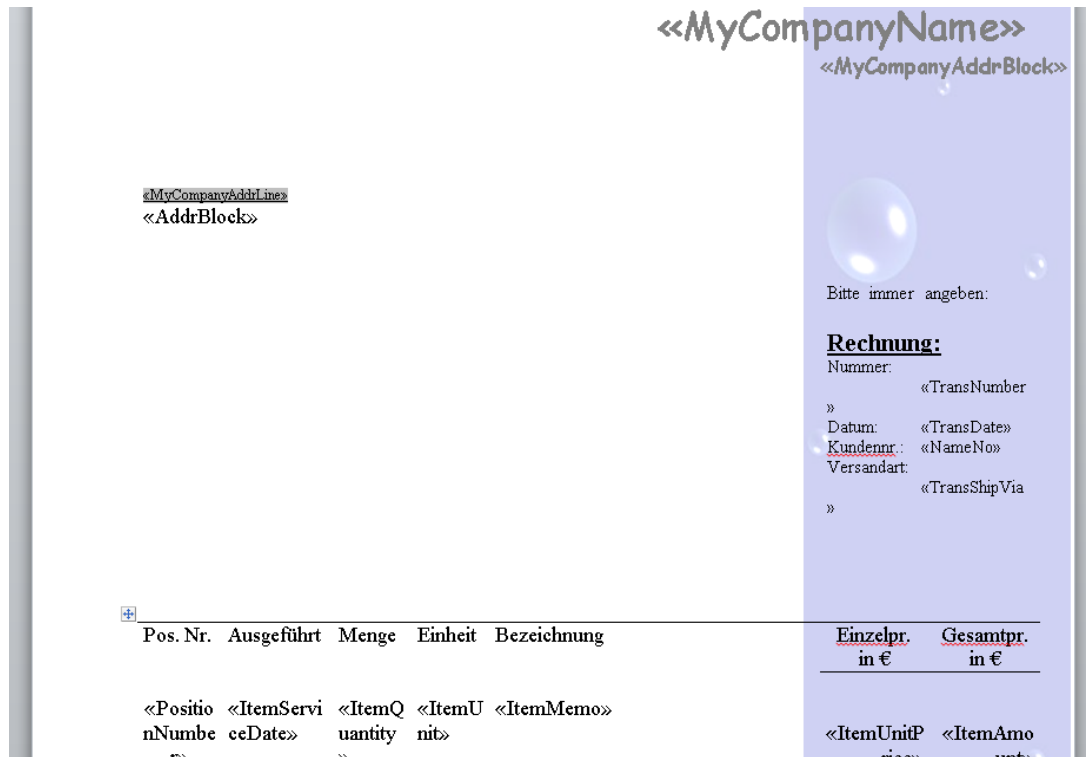 «MyCompanyName»
«MyCompanyAddrBlock»
«MyCompanyAddrLine»
«AddrBlock»
Bitte immer angeben:
Rechnung:
Nummer:
«TransNumber
»
Datum: «TransDate»
Kundennr.: «NameNo»
Versandart:
«TransShipVia
»
Pos. Nr. Ausgeführt Menge Einheit Bezeichnung Einzelpr. Gesamtpr.
in € in €
«Positio «ItemServi «ItemQ «ItemU «ItemMemo»
nNumbe ceDate» uantity nit»
«ItemUnitP «ItemAmo